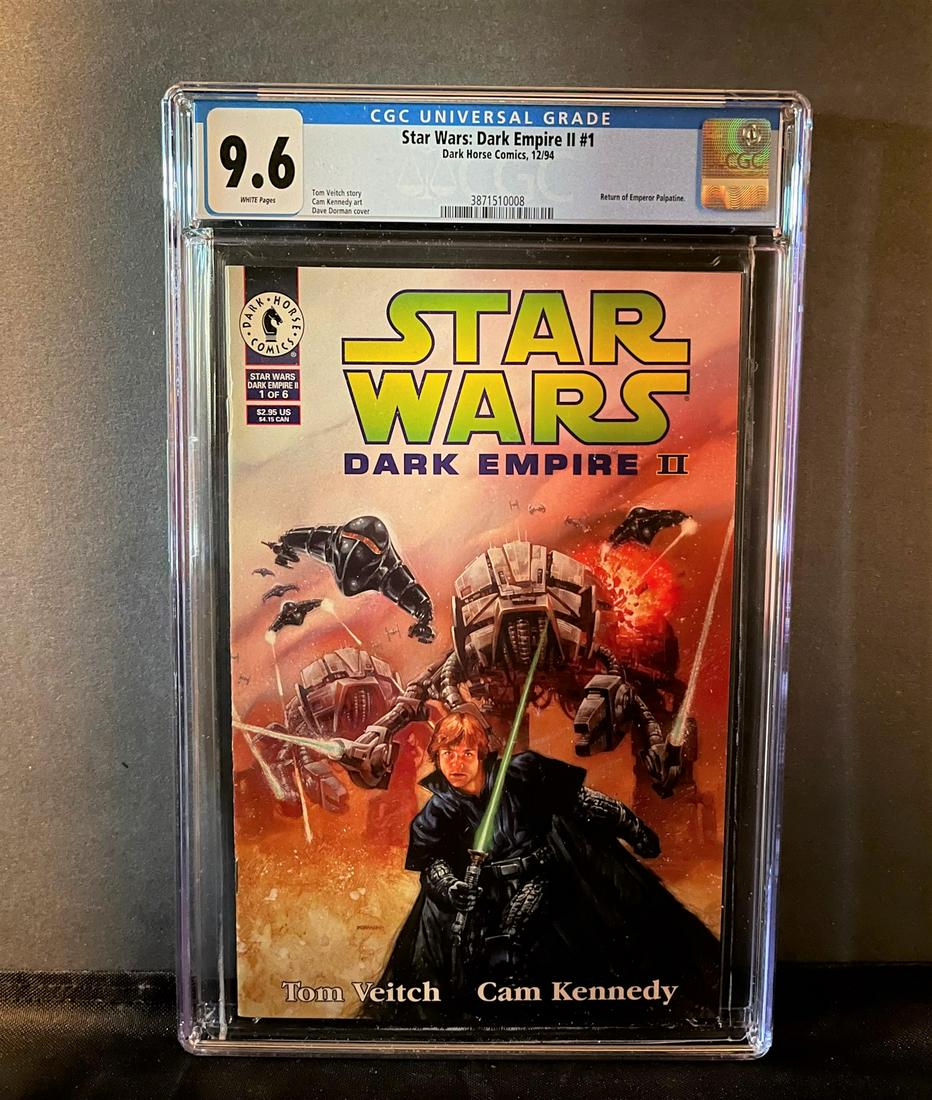 CGC UNIVERSAL GRADE
9.6
WHITE Pages
Star Wars: Dark Empire II #1
Dark Horse Comics, 12/94
Tom Veitch story
Cam Kennedy art
Dave Dorman cover
3871510008
Return of Emperor Palpatine.
CGC
CGC
DARK • HORSE • COMICS •
STAR WARS
DARK EMPIRE II
1 OF 6
$2.95 US
$4.15 CAN
STAR
WARS
DARK EMPIRE II
DORMAN
Tom Veitch Cam Kennedy